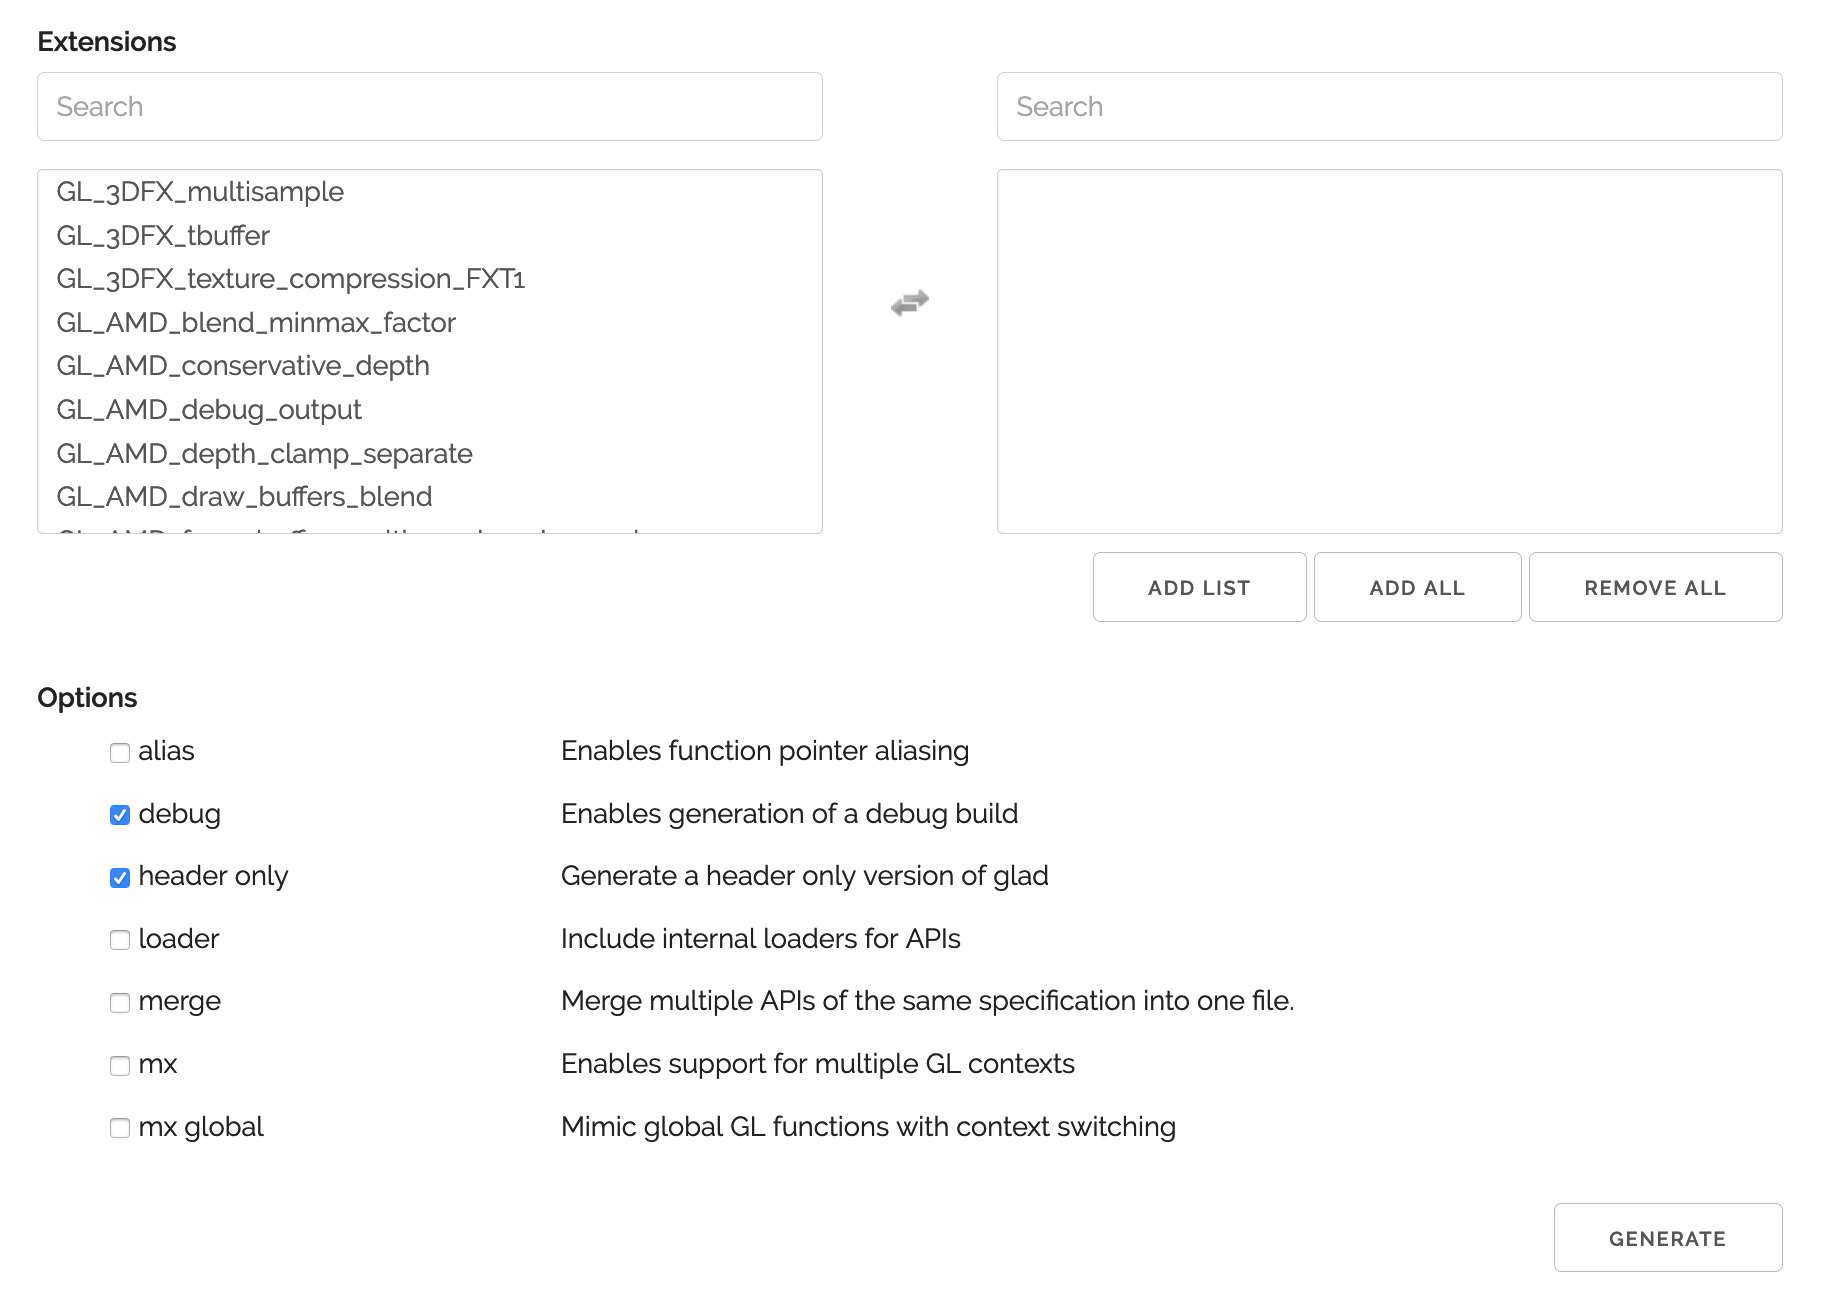 Extensions
Search
Search
GL_3DFX_multisample
GL_3DFX_tbuffer
GL_3DFX_texture_compression_FXT1
GL_AMD_blend_minmax_factor
GL_AMD_conservative_depth
GL_AMD_debug_output
GL_AMD_depth_clamp_separate
GL_AMD_draw_buffers_blend
ADD LIST
ADD ALL
REMOVE ALL
Options
alias Enables function pointer aliasing
debug Enables generation of a debug build
header only Generate a header only version of glad
loader Include internal loaders for APIs
merge Merge multiple APIs of the same specification into one file.
mx Enables support for multiple GL contexts
mx global Mimic global GL functions with context switching
GENERATE